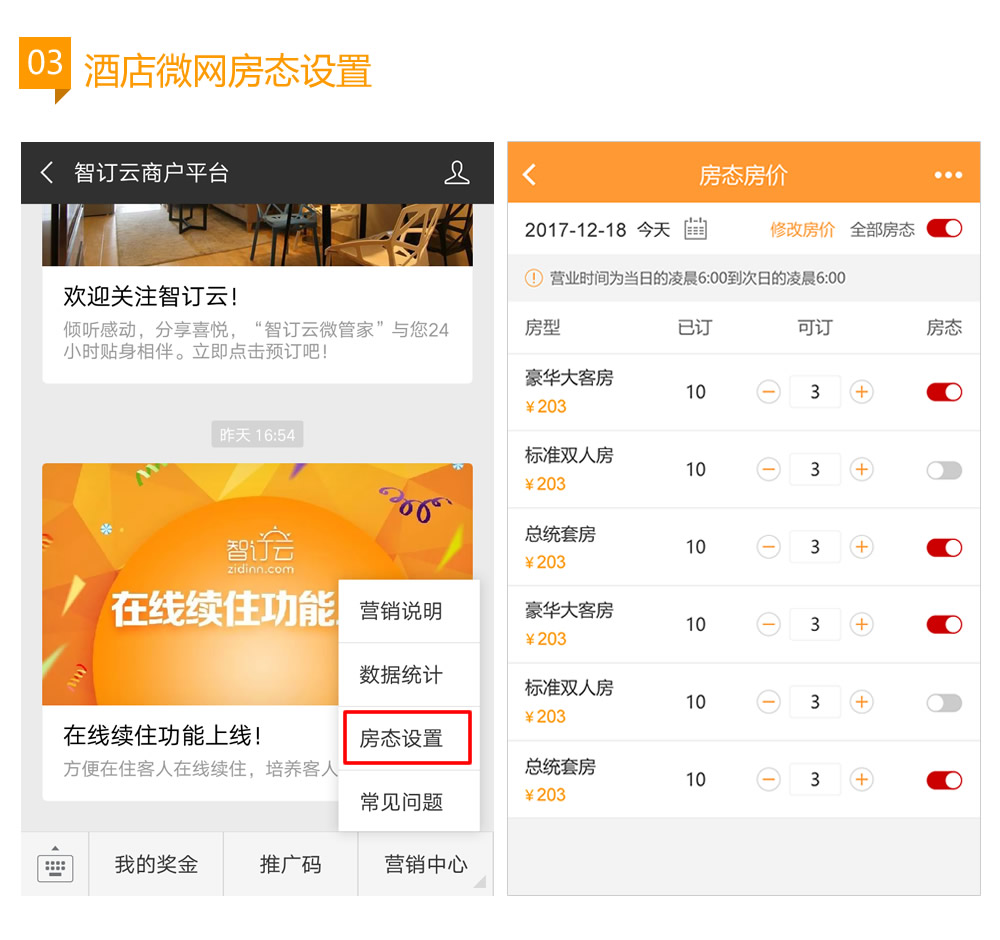 03
酒店微网房态设置
智订云商户平台
欢迎关注智订云!
倾听感动，分享喜悦，“智订云微管家”与您24
小时贴身相伴。立即点击预订吧!
昨天 16:54
智订云
zidinn.com
在线续住功能
在线续住功能上线!
方便在住客人在线续住，培养客人
营销说明
数据统计
房态设置
常见问题
我的奖金
推广码
营销中心
房态房价
2017-12-18 今天
修改房价
全部房态
营业时间为当日的凌晨6:00到次日的凌晨6:00
房型 已订 可订 房态
豪华大客房
¥203
10 3
标准双人房
¥203
10 3
总统套房
¥203
10 3
豪华大客房
¥203
10 3
标准双人房
¥203
10 3
总统套房
¥203
10 3